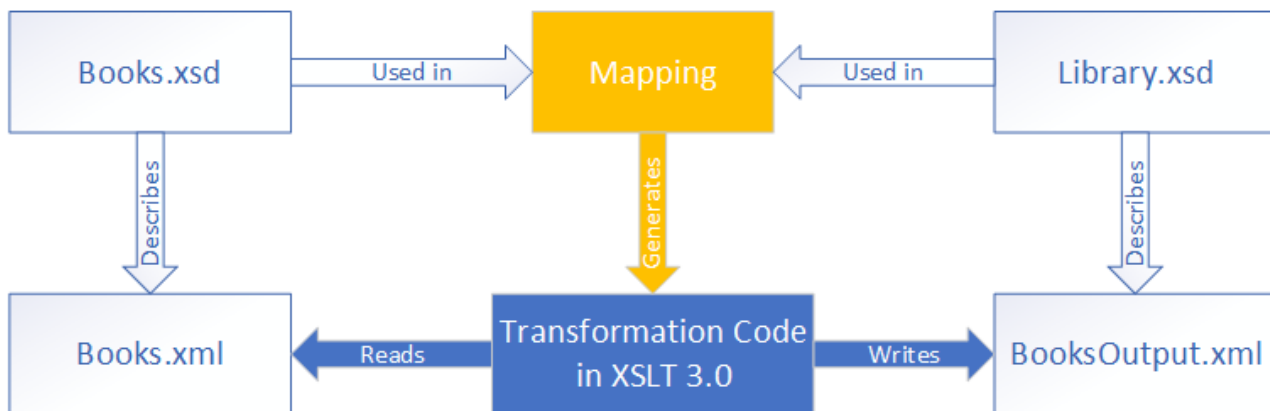 Books.xsd
Used in
Mapping
Used in
Library.xsd
Describes
Generates
Describes
Books.xml
Reads
Transformation Code
in XSLT 3.0
Writes
BooksOutput.xml